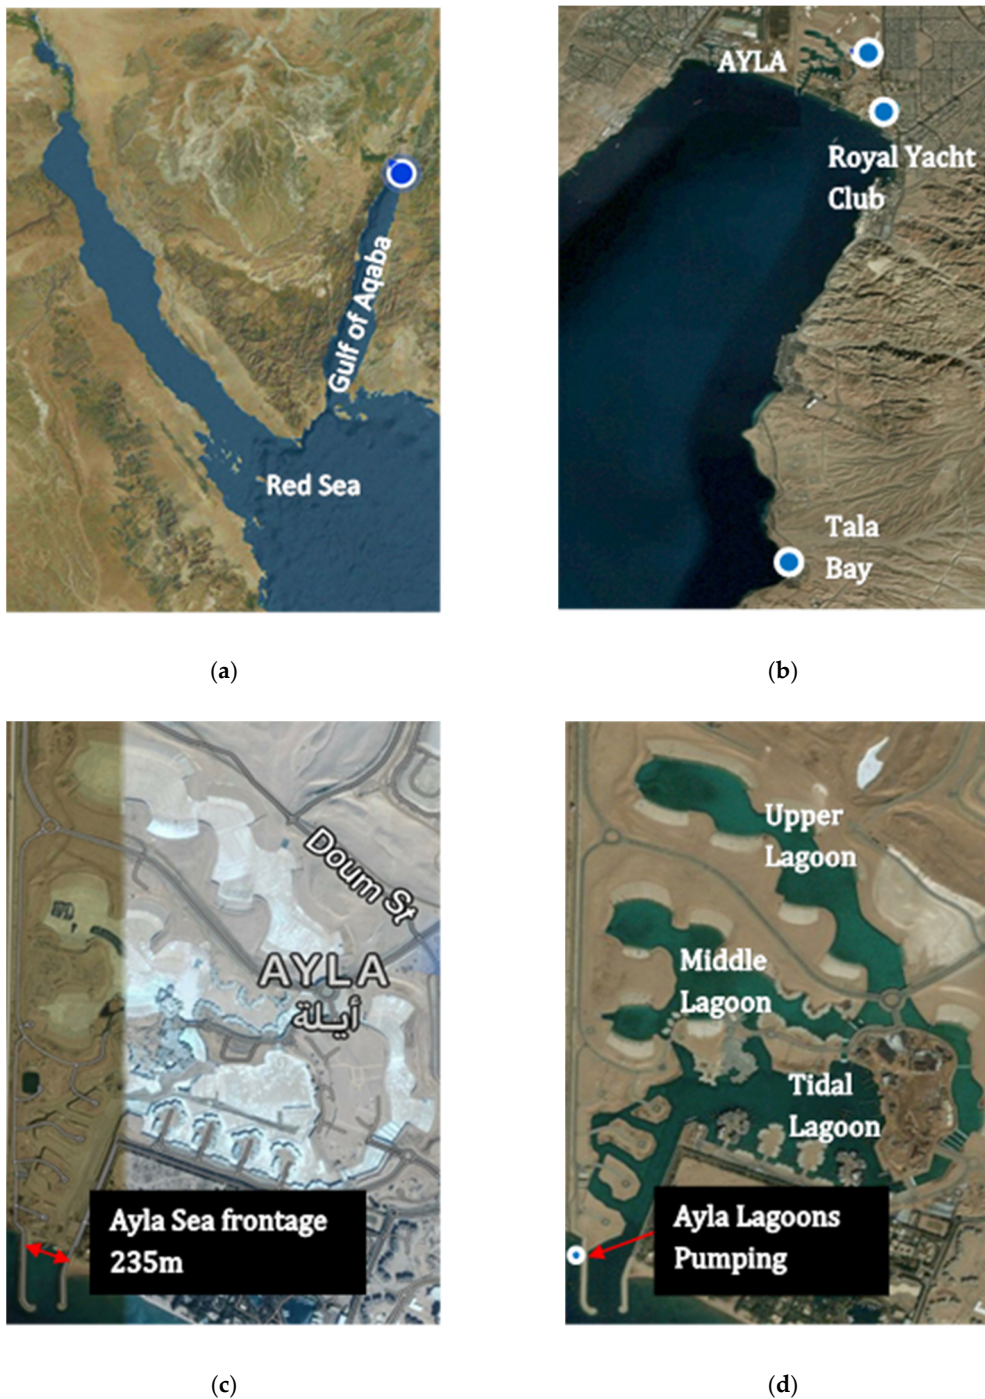 Gulf of Aqaba
Red Sea
(a)
AYLA
Royal Yacht
Club
Tala
Bay
(b)
Doum St
AYLA
أيلة
Ayla Sea frontage
235m
(c)
Upper
Lagoon
Middle
Lagoon
Tidal
Lagoon
Ayla Lagoons
Pumping
(d)